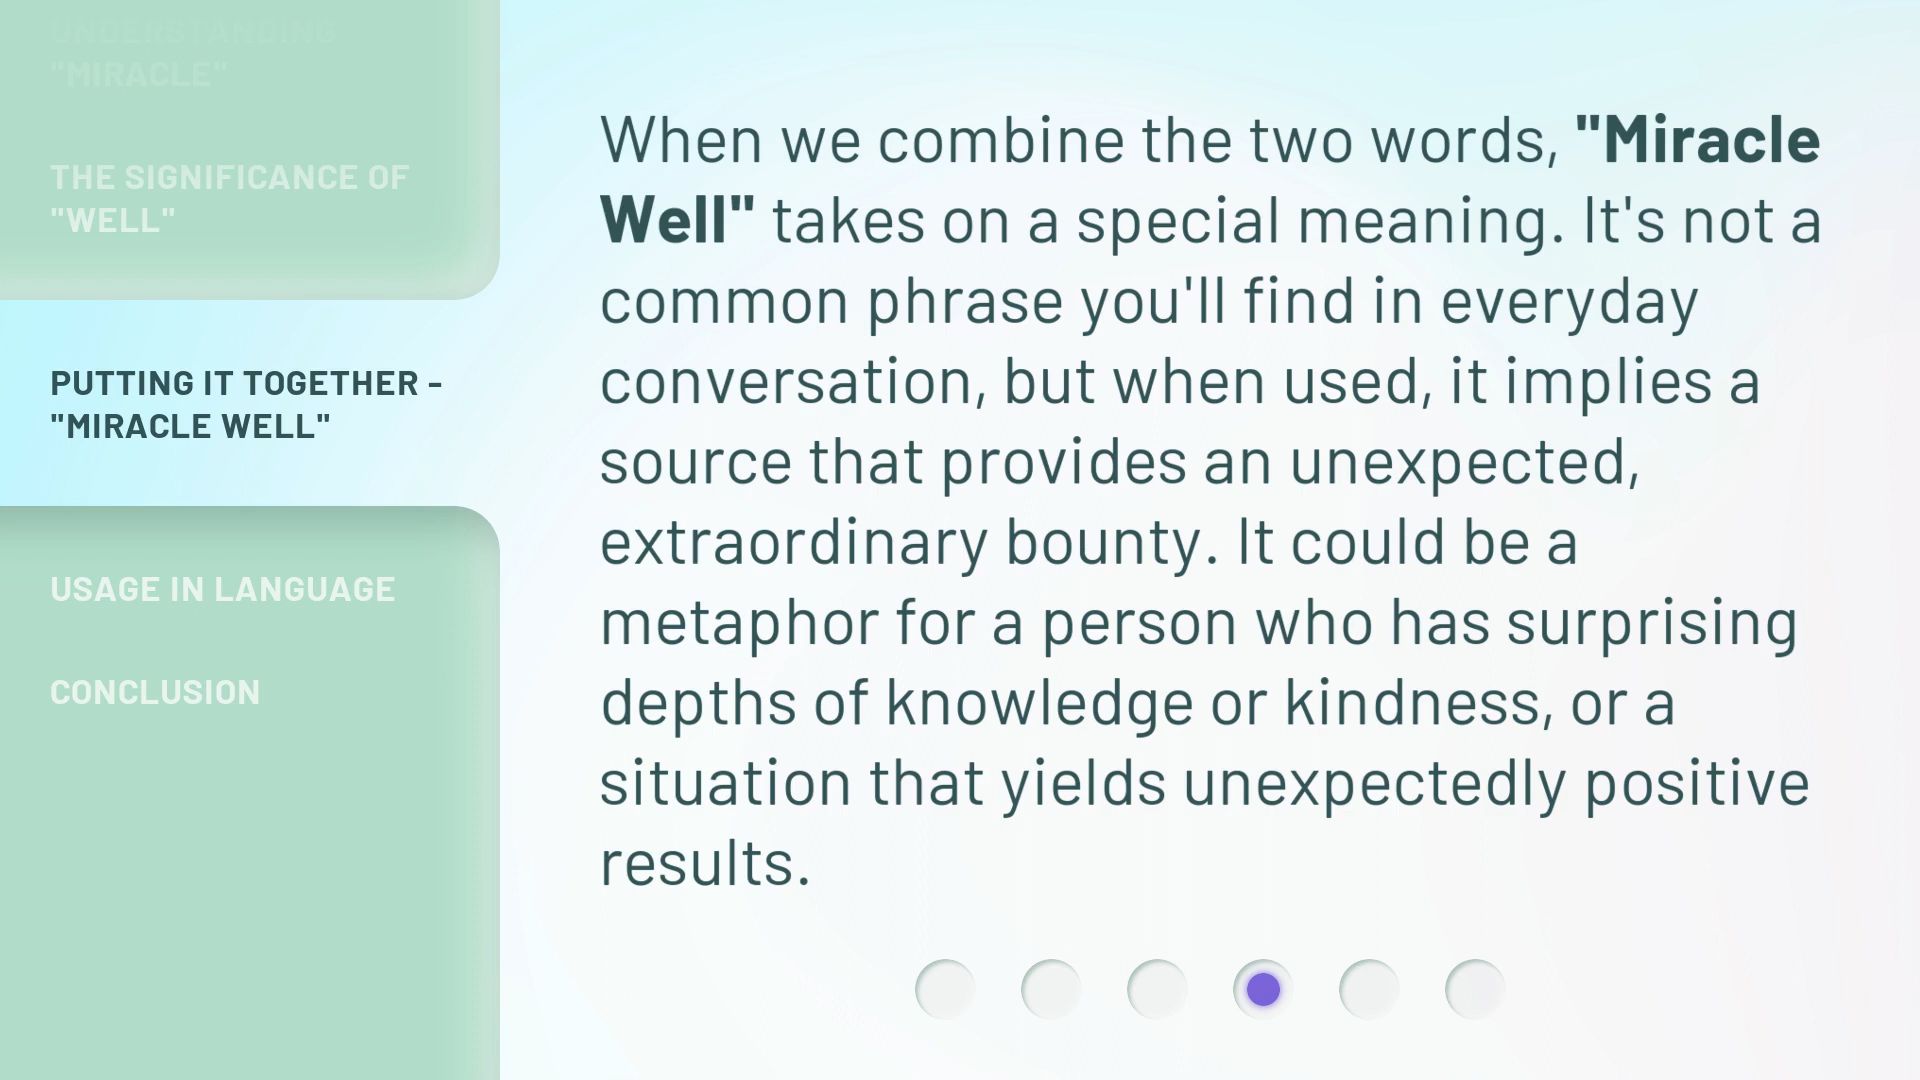 UNDERSTANDING
"MIRACLE"
THE SIGNIFICANCE OF
"WELL"
PUTTING IT TOGETHER -
"MIRACLE WELL"
USAGE IN LANGUAGE
CONCLUSION
When we combine the two words, "Miracle
Well" takes on a special meaning. It's not a
common phrase you'll find in everyday
conversation, but when used, it implies a
source that provides an unexpected,
extraordinary bounty. It could be a
metaphor for a person who has surprising
depths of knowledge or kindness, or a
situation that yields unexpectedly positive
results.